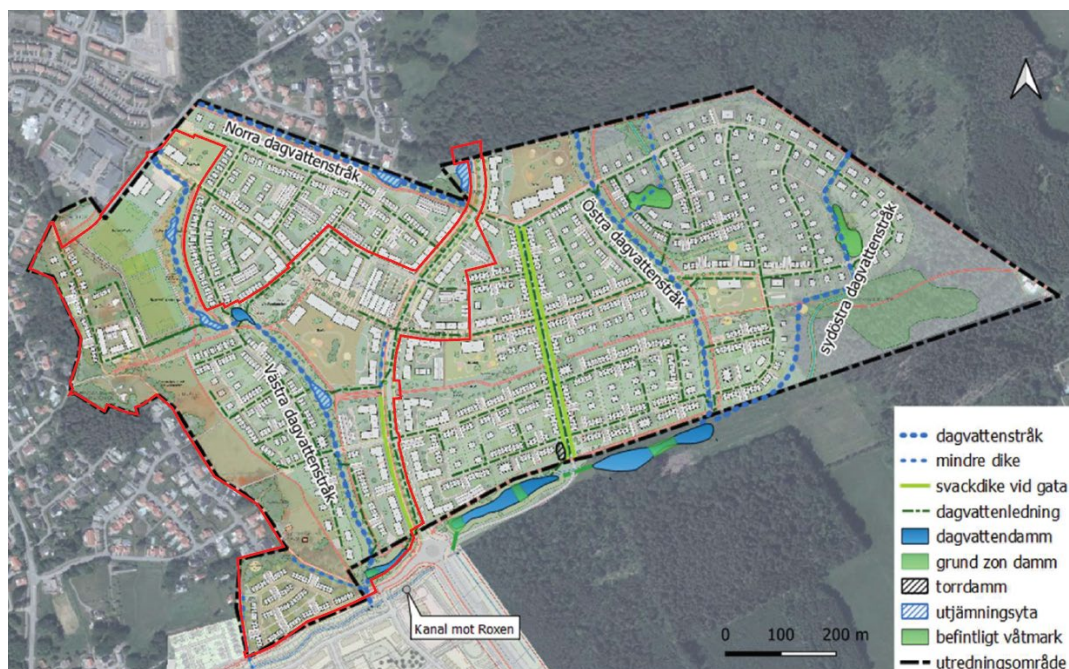 Norra dagvattenstråk
Östra dagvattenstråk
sydöstra dagvattenstråk
Västra dagvattenstråk
Kanal mot Roxen
0 100 200 m
dagvattenstråk
mindre dike
svackdike vid gata
dagvattenledning
dagvattendamm
grund zon damm
torrdamm
utjämningsyta
befintligt våtmark
utredningsområde